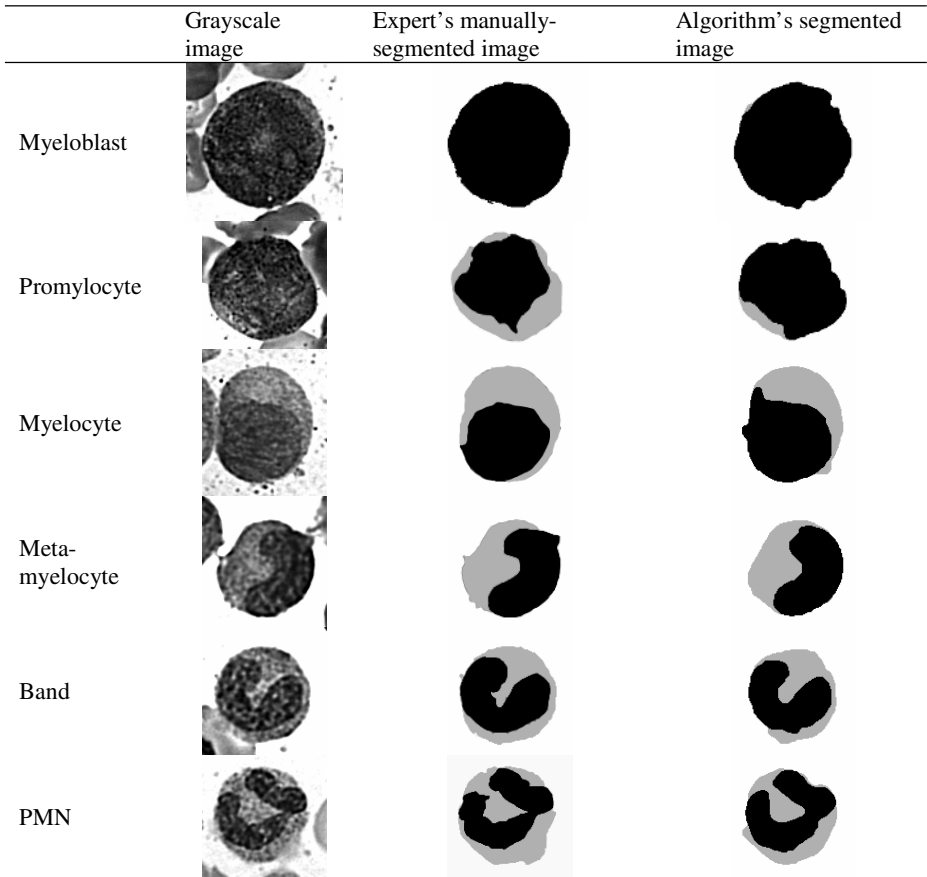 Grayscale image
Expert's manually-segmented image
Algorithm's segmented image
Myeloblast
Promylocyte
Myelocyte
Meta-
myelocyte
Band
PMN